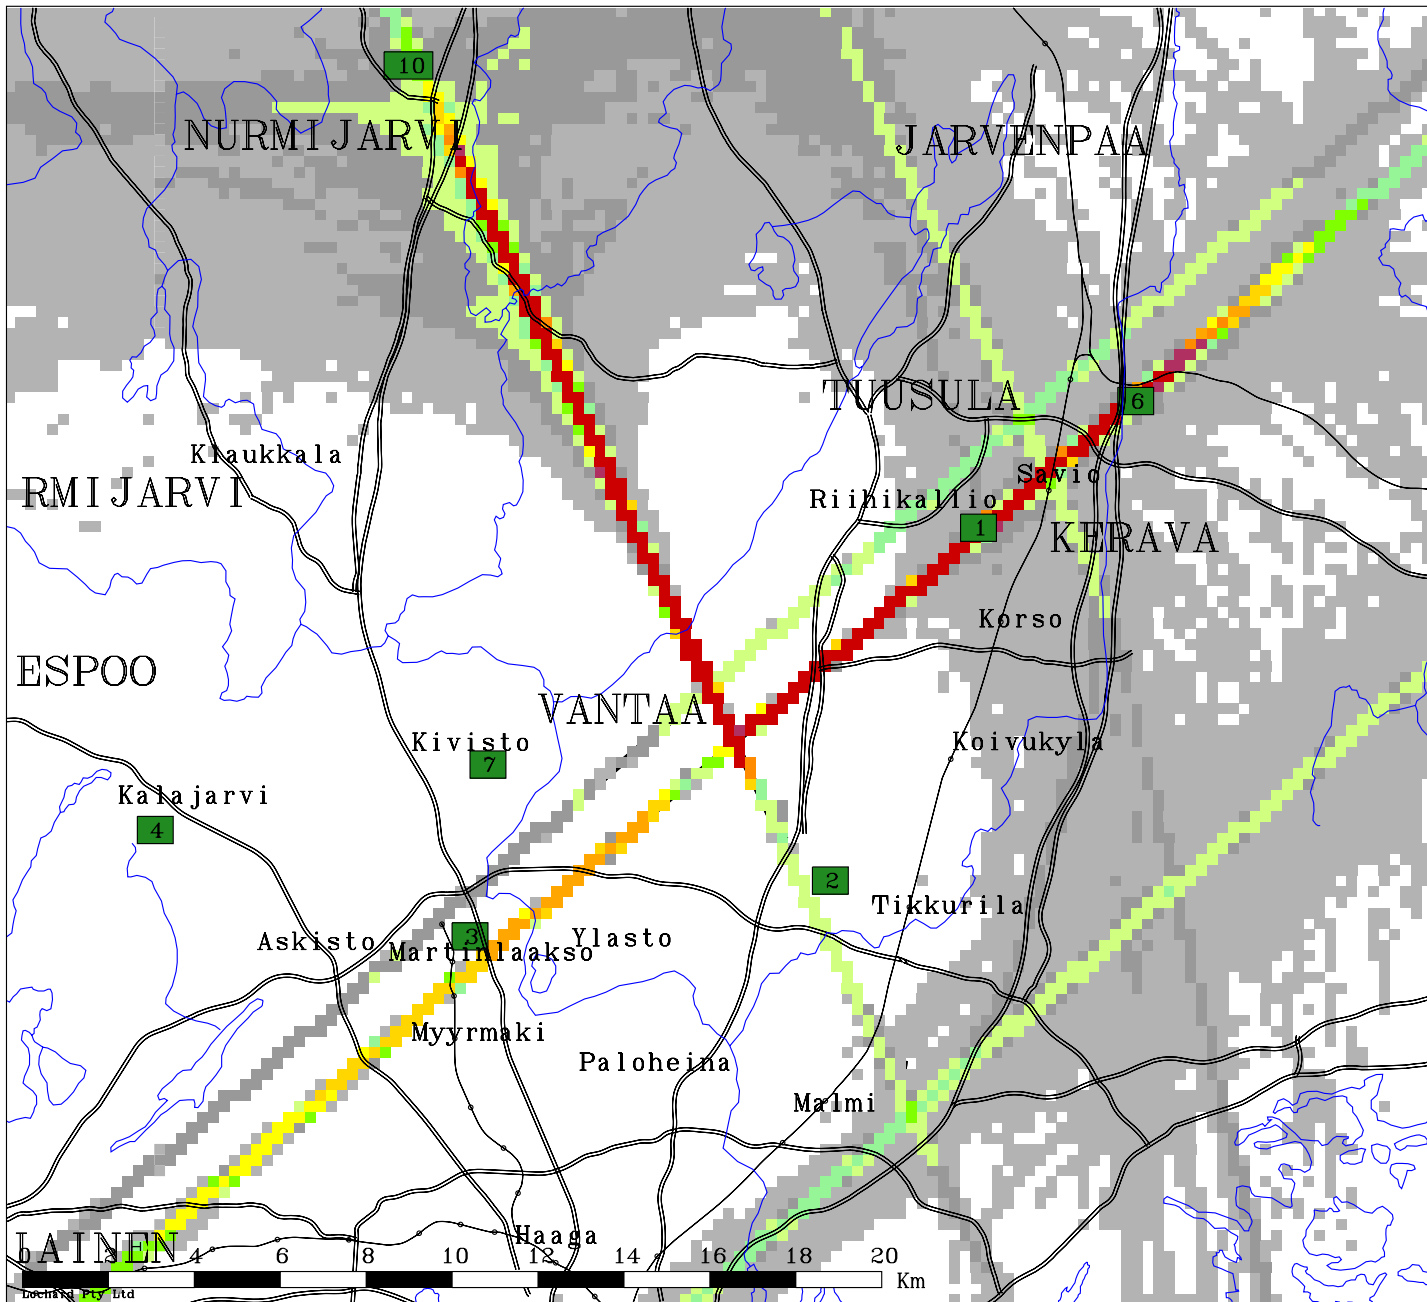 10
NURMIJARVI
JARVENPAA
TUUSULA
6
Klaukkala
Savio
RMIJARVI
Riihikallio
1
KERAVA
Korso
ESPOO
VANTAA
Kivisto
Koivukyla
7
Kalajarvi
4
2
Tikkurila
3
Askisto
Ylasto
Martinlaakso
Myyrmaki
Paloheina
Malmi
Haaga
LAINEN
0 2 4 6 8 10 12 14 16 18 20 Km
Lochard Pty Ltd